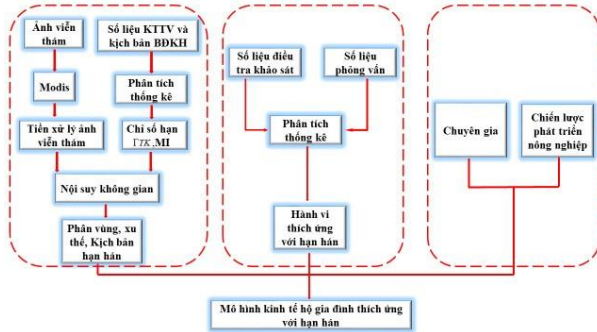 Ảnh viễn
thám
Số liệu KTTV và
kịch bản BĐKH
Modis
Phân tích
thống kê
Tiền xử lý ảnh
viễn thám
Chỉ số hạn
ΓTK ,MI
Nội suy không gian
Phân vùng, xu
thế, Kịch bản
hạn hán
Số liệu điều
tra khảo sát
Số liệu
phỏng vấn
Phân tích
thống kê
Hành vi
thích ứng
với hạn hán
Chuyên gia
Chiến lược
phát triển
nông nghiệp
Mô hình kinh tế hộ gia đình thích ứng
với hạn hán